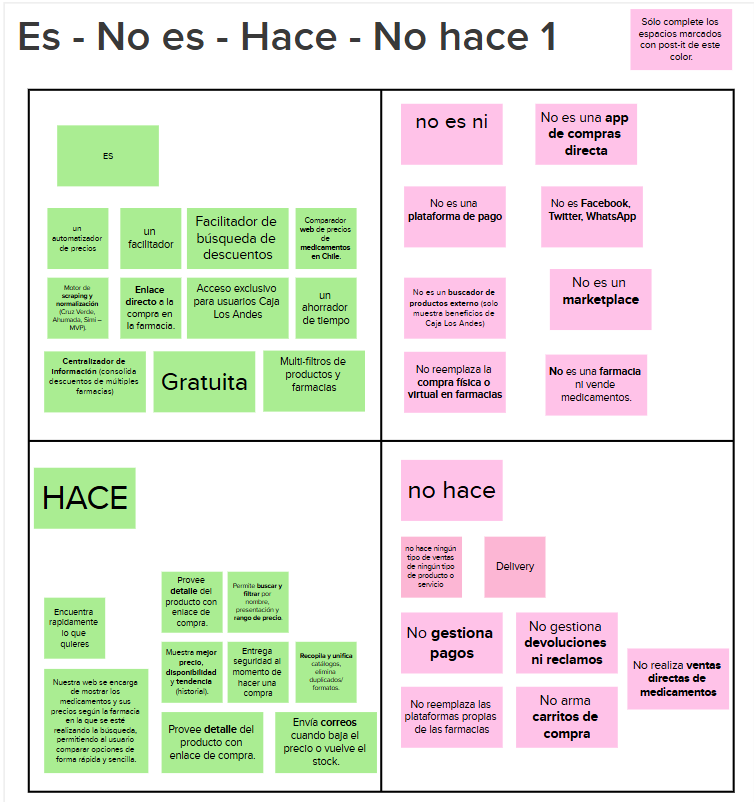 Es - No es - Hace - No hace 1
Sólo complete los
espacios marcados
con post-it de este
color.
ES
un
automatizador
de precios
un
facilitador
Facilitador de
búsqueda de
descuentos
Comparador
web de precios
de
medicamentos
en Chile.
Motor de
scraping y
normalización
(Cruz Verde,
Ahumada, Simi –
MVP).
Enlace
directo a la
compra en
la farmacia.
Acceso exclusivo
para usuarios Caja
Los Andes
un
ahorrador
de tiempo
Centralizador de
información (consolida
descuentos de múltiples
farmacias)
Gratuita
Multi-filtros de
productos y
farmacias
no es ni
No es una app
de compras
directa
No es una
plataforma de pago
No es Facebook,
Twitter, WhatsApp
No es un buscador de
productos externo (solo
muestra beneficios de
Caja Los Andes)
No es un
marketplace
No reemplaza la
compra física o
virtual en farmacias
No es una farmacia
ni vende
medicamentos.
HACE
Encuentra
rapidamente
lo que
quieres
Provee
detalle del
producto con
enlace de
compra.
Permite buscar y
filtrar por
nombre,
presentación y
rango de precio.
Muestra mejor
precio,
disponibilidad
y tendencia
(historial).
Entrega
seguridad al
momento de
hacer una
compra
Recopila y unifica
catálogos,
elimina
duplicados/
formatos.
Nuestra web se encarga
de mostrar los
medicamentos y sus
precios según la farmacia
en la que se esté
realizando la búsqueda,
permitiendo al usuario
comparar opciones de
forma rápida y sencilla.
Provee detalle del
producto con
enlace de compra.
Envía correos
cuando baja el
precio o vuelve el
stock.
no hace
no hace ningún
tipo de ventas
de ningún tipo
de producto o
servicio
Delivery
No gestiona
pagos
No gestiona
devoluciones
ni reclamos
No realiza ventas
directas de
medicamentos
No reemplaza las
plataformas propias
de las farmacias
No arma
carritos de
compra